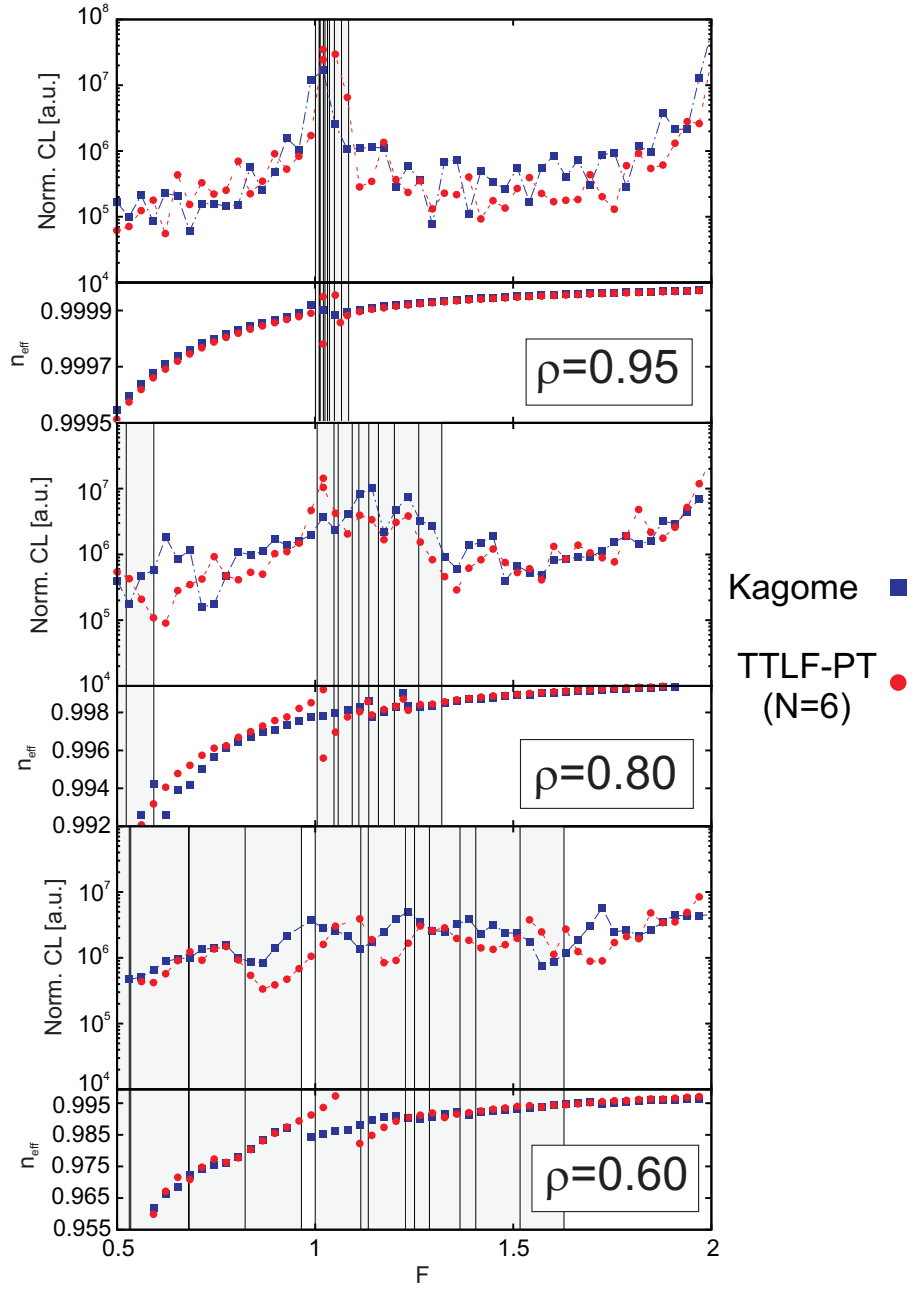 10⁸
10⁷
10⁶
10⁵
10⁴
Norm. CL [a.u.]
0.9999
0.9997
0.9995
n_eff
ρ=0.95
10⁷
10⁶
10⁵
10⁴
Norm. CL [a.u.]
Kagome
TTLF-PT
(N=6)
0.998
0.996
0.994
0.992
n_eff
ρ=0.80
10⁷
10⁶
10⁵
10⁴
Norm. CL [a.u.]
0.995
0.985
0.975
0.965
0.955
n_eff
ρ=0.60
0.5 1 1.5 2
F